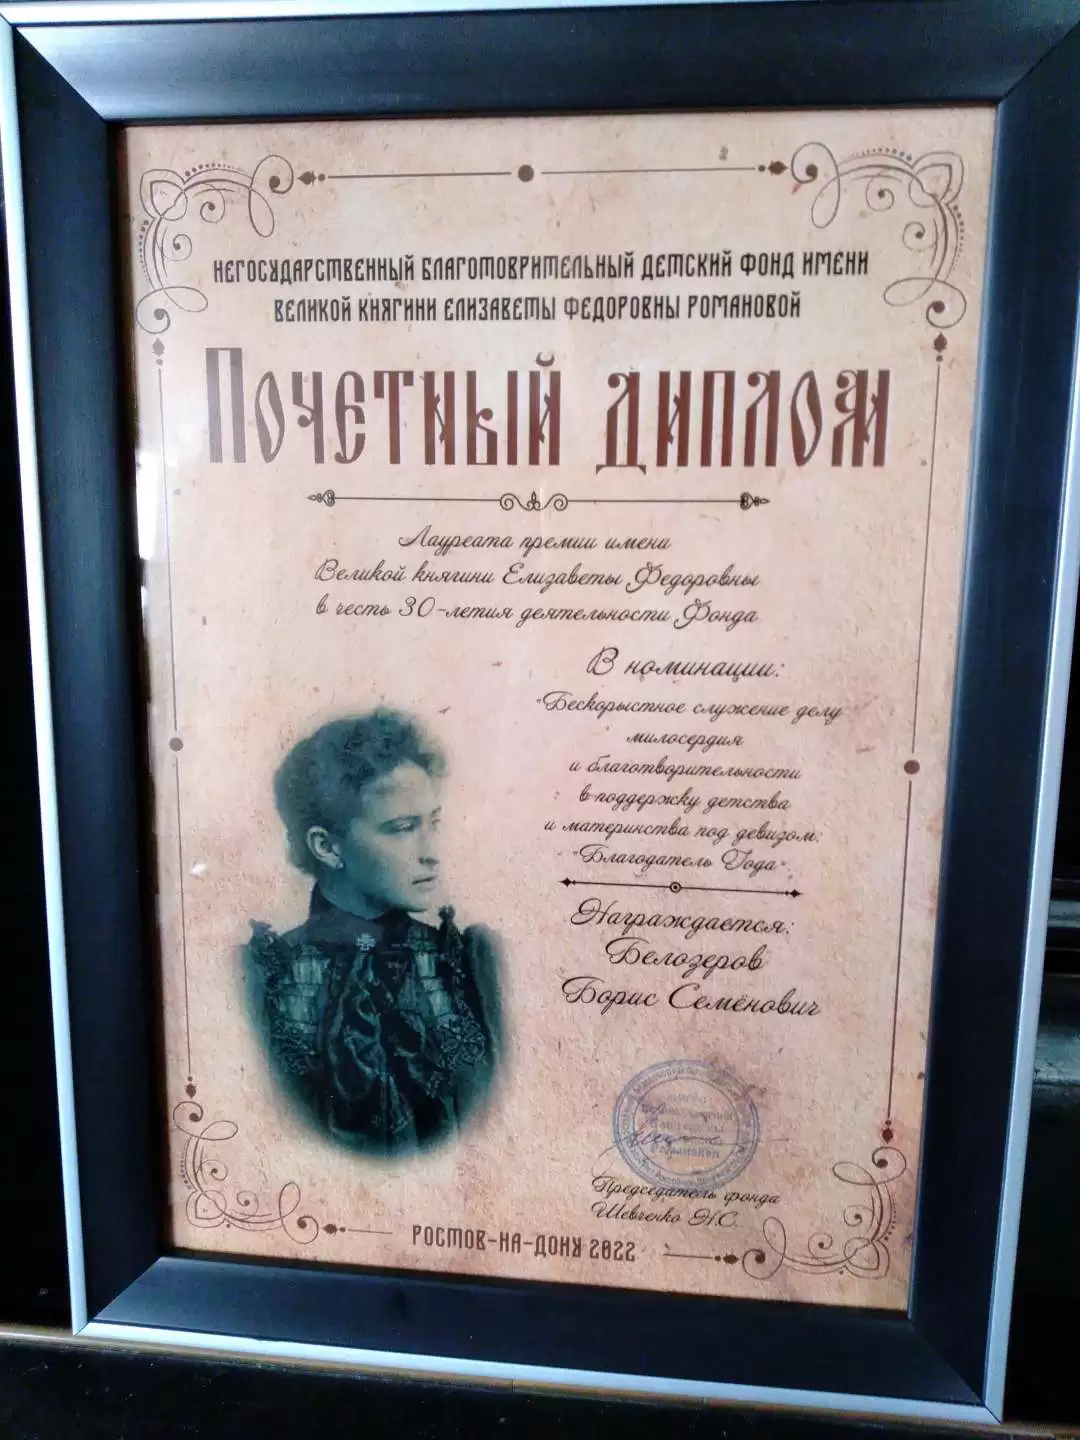 НЕГОСУДАРСТВЕННЫЙ БЛАГОТОВРИТЕЛЬНЫЙ ДЕТСКИЙ ФОНД ИМЕНИ
ВЕЛИКОЙ КНЯГИНИ ЕЛИЗАВЕТЫ ФЕДОРОВНЫ РОМАНОВОЙ
ПОЧЕТНЫЙ ДИПЛОМ
Лауреата премии имени
Великой княгини Елизаветы Федоровны
в честь 30-летия деятельности Фонда
В номинации:
"Бескорыстное служение делу
милосердия
и благотворительности
в поддержку детства
и материнства под девизом:
"Благодатель Года".
Награждается:
Белозеров
Борис Семёнович
Председатель фонда
Шевченко Н.С.
РОСТОВ-НА-ДОНУ 2022